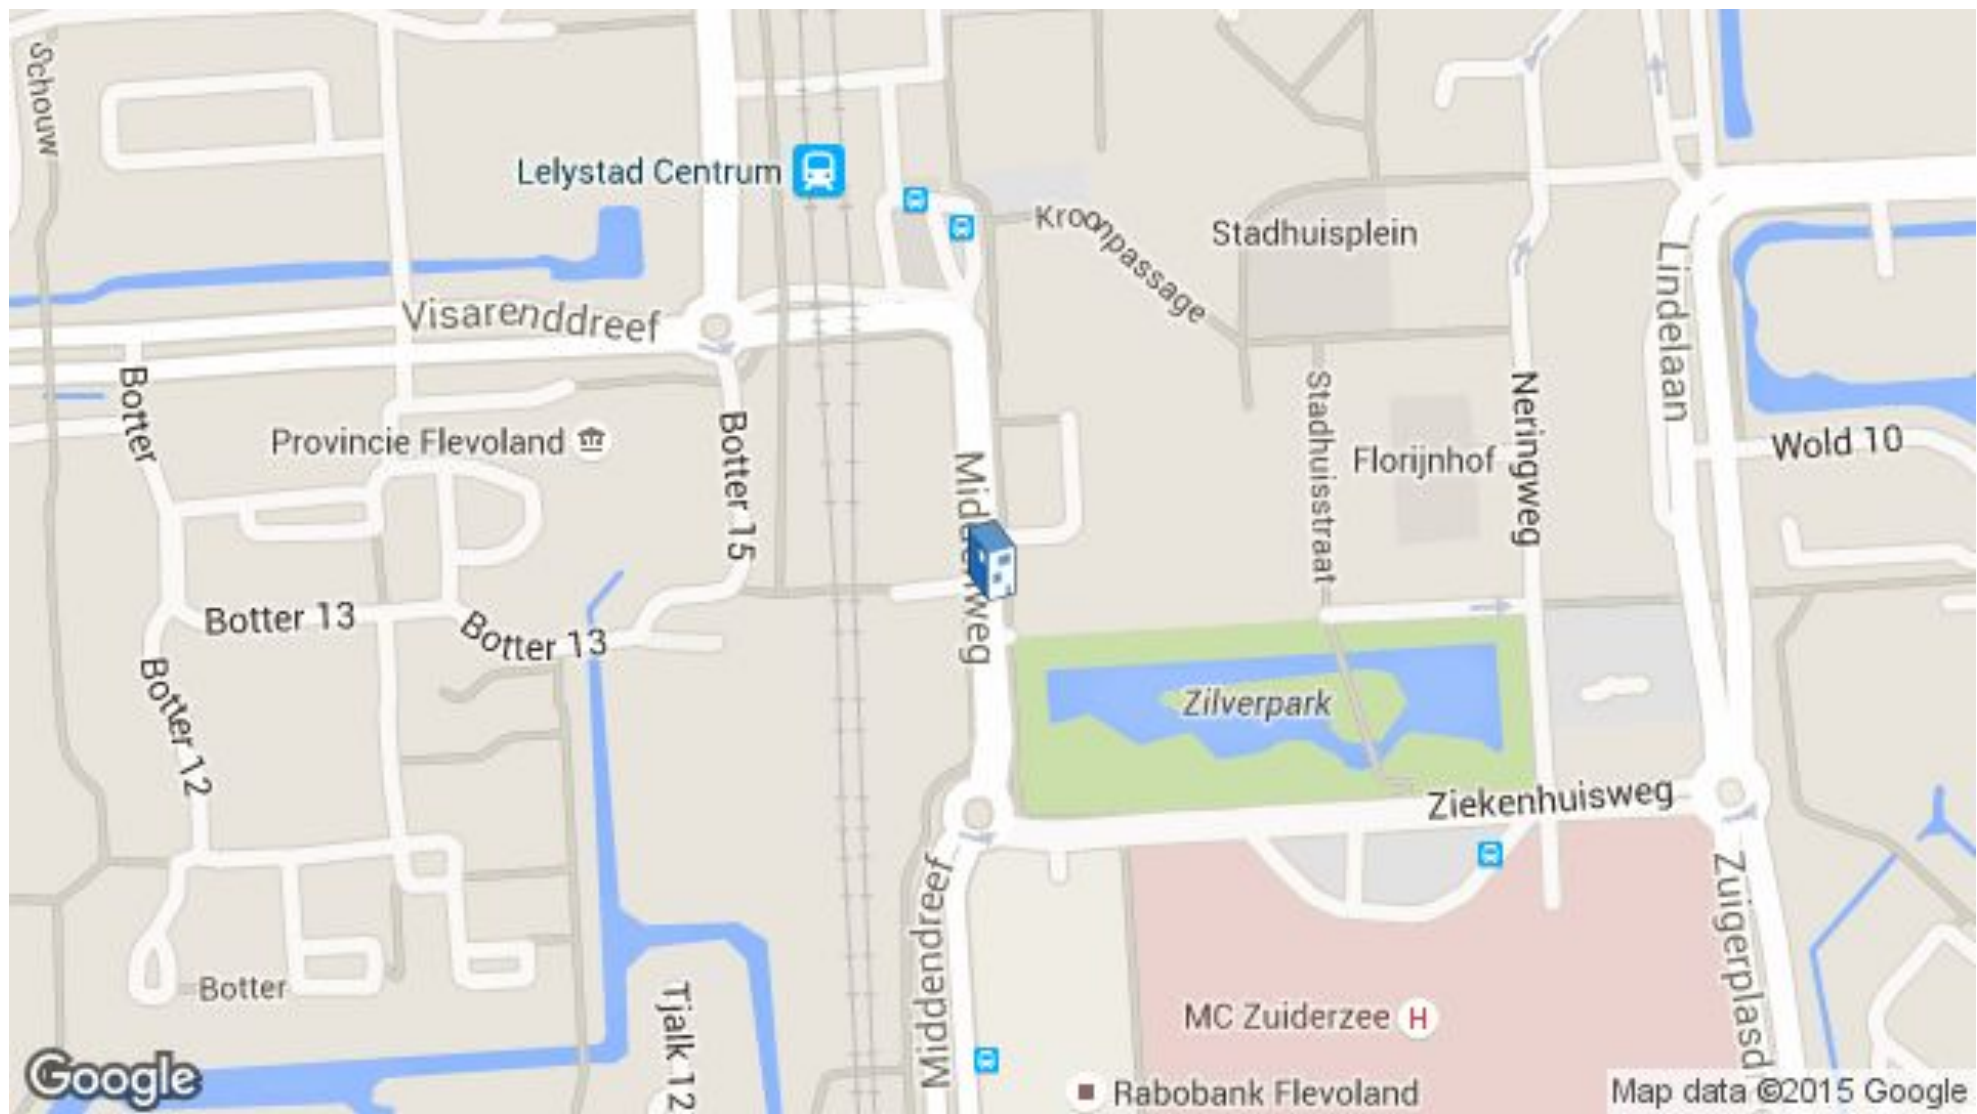 Schouw
Lelystad Centrum
Kroonpassage
Stadhuisplein
Lindelaan
Visarenddreef
Botter
Provincie Flevoland
Botter 15
Stadhuisstraat
Florijnhof
Neringweg
Wold 10
Botter 13
Botter 13
Botter 12
Zilverpark
Ziekenhuisweg
Middendreef
Botter
Tjalk 12
MC Zuiderzee H
Rabobank Flevoland
Google
Map data ©2015 Google